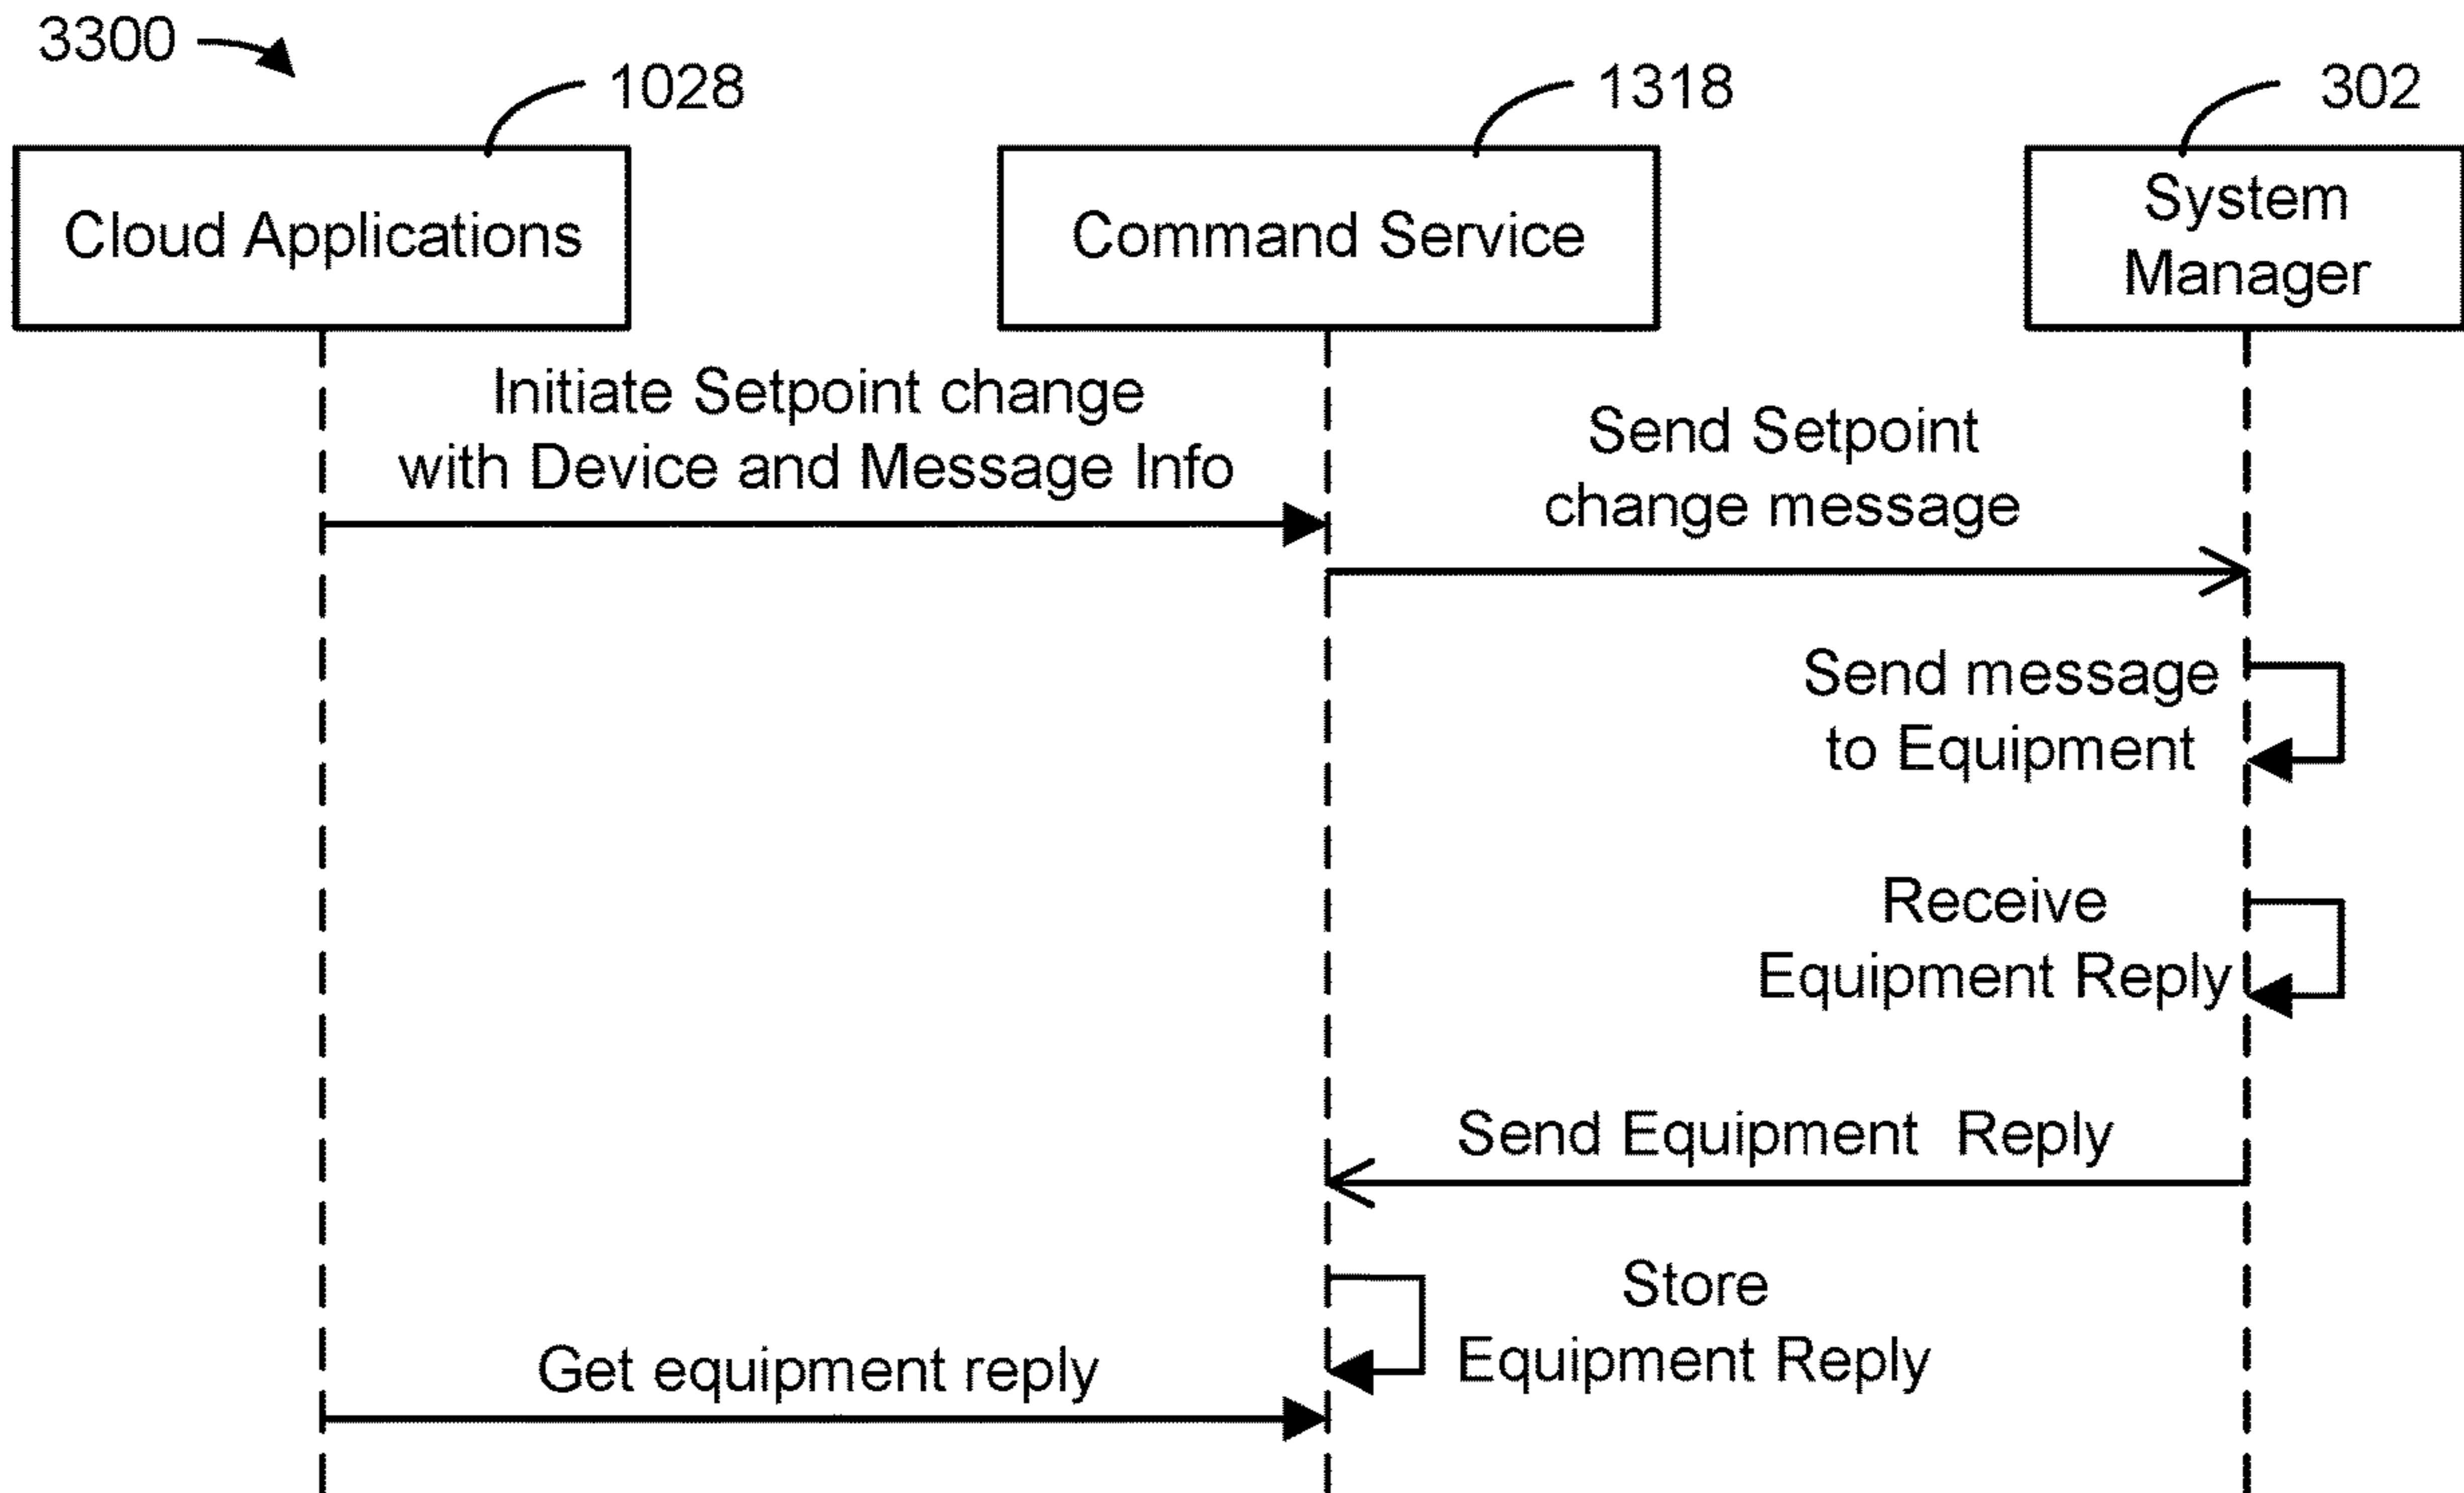 3300
1028
1318
302
Cloud Applications
Command Service
System
Manager
Initiate Setpoint change
with Device and Message Info
Send Setpoint
change message
Send message
to Equipment
Receive
Equipment Reply
Send Equipment Reply
Store
Equipment Reply
Get equipment reply